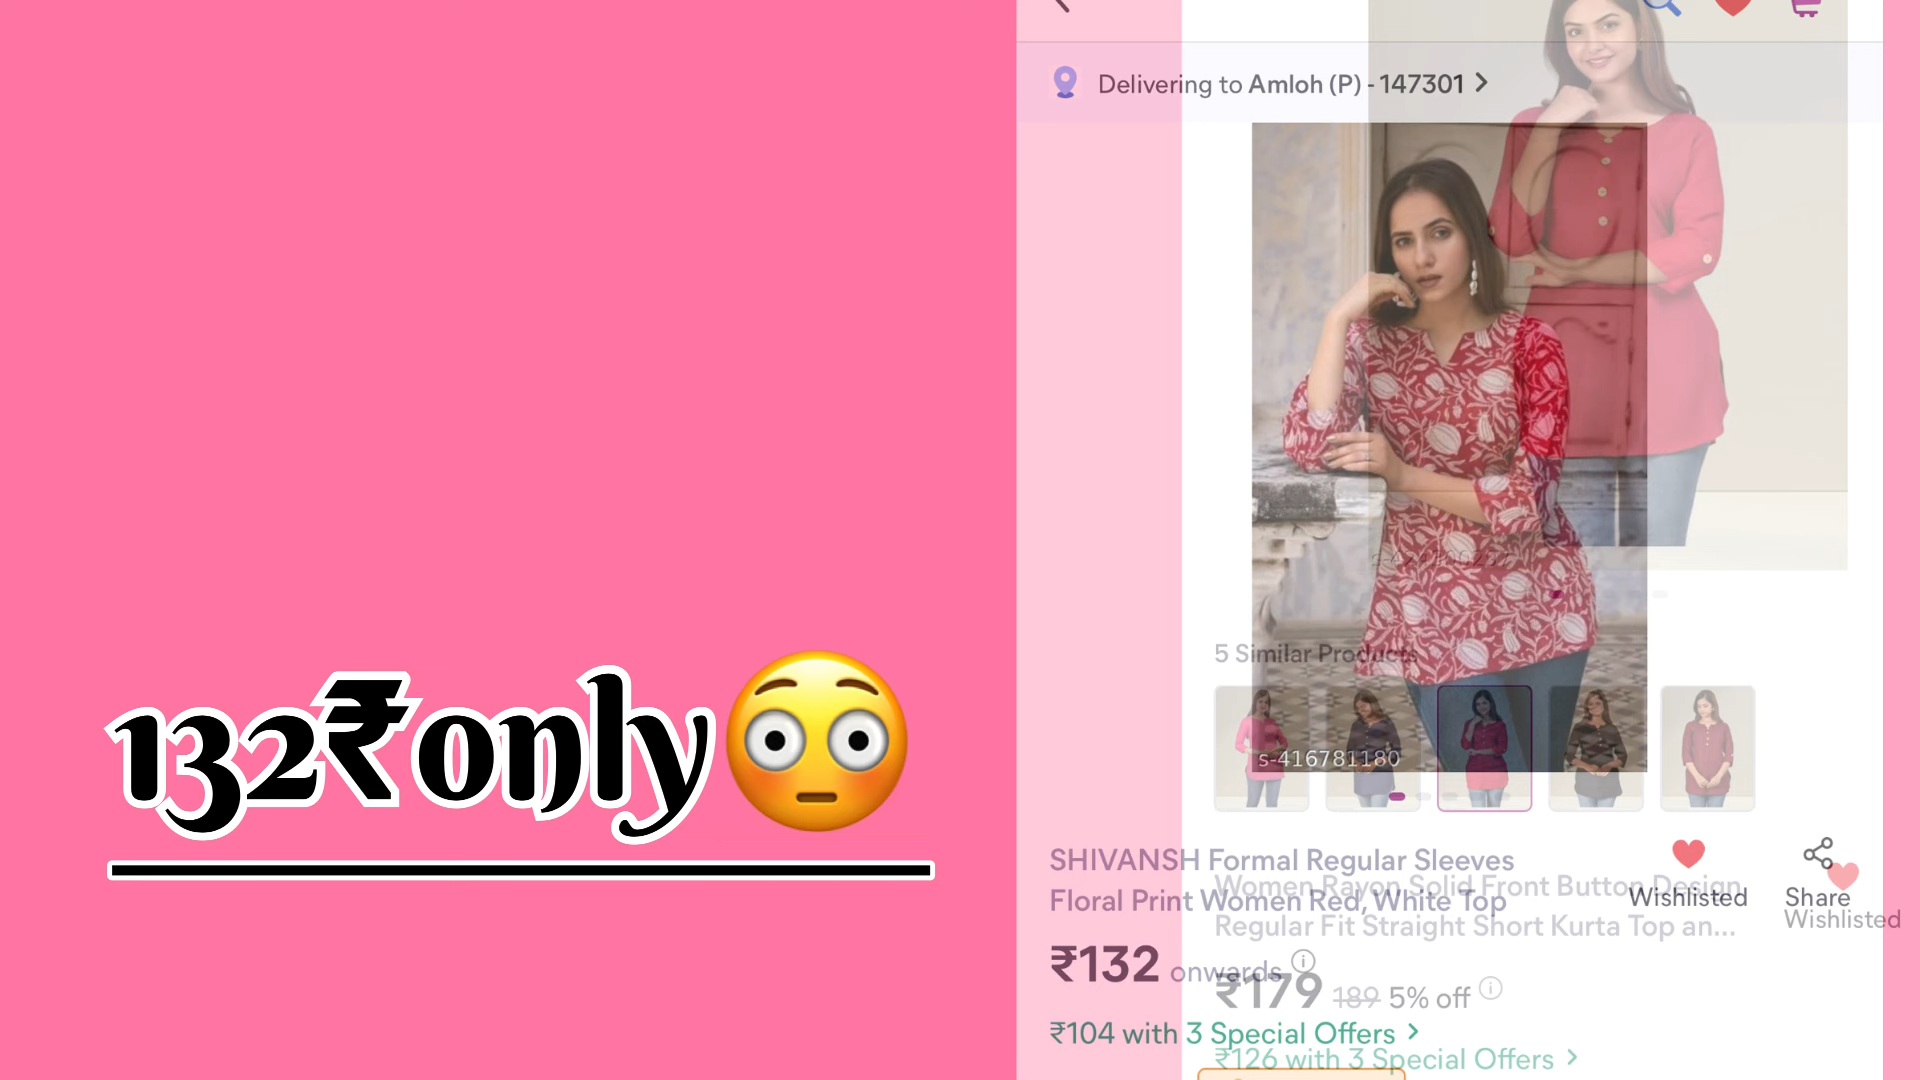 132₹only😳
Delivering to Amloh (P) - 147301
5 Similar Products
s-416781180
SHIVANSH Formal Regular Sleeves
Floral Print Women Red, White Top
Wishlisted
Share
Women Rayon Solid Front Button Design
Regular Fit Straight Short Kurta Top an...
Wishlisted
₹132 onwards
₹179 189 5% off
₹104 with 3 Special Offers
₹126 with 3 Special Offers